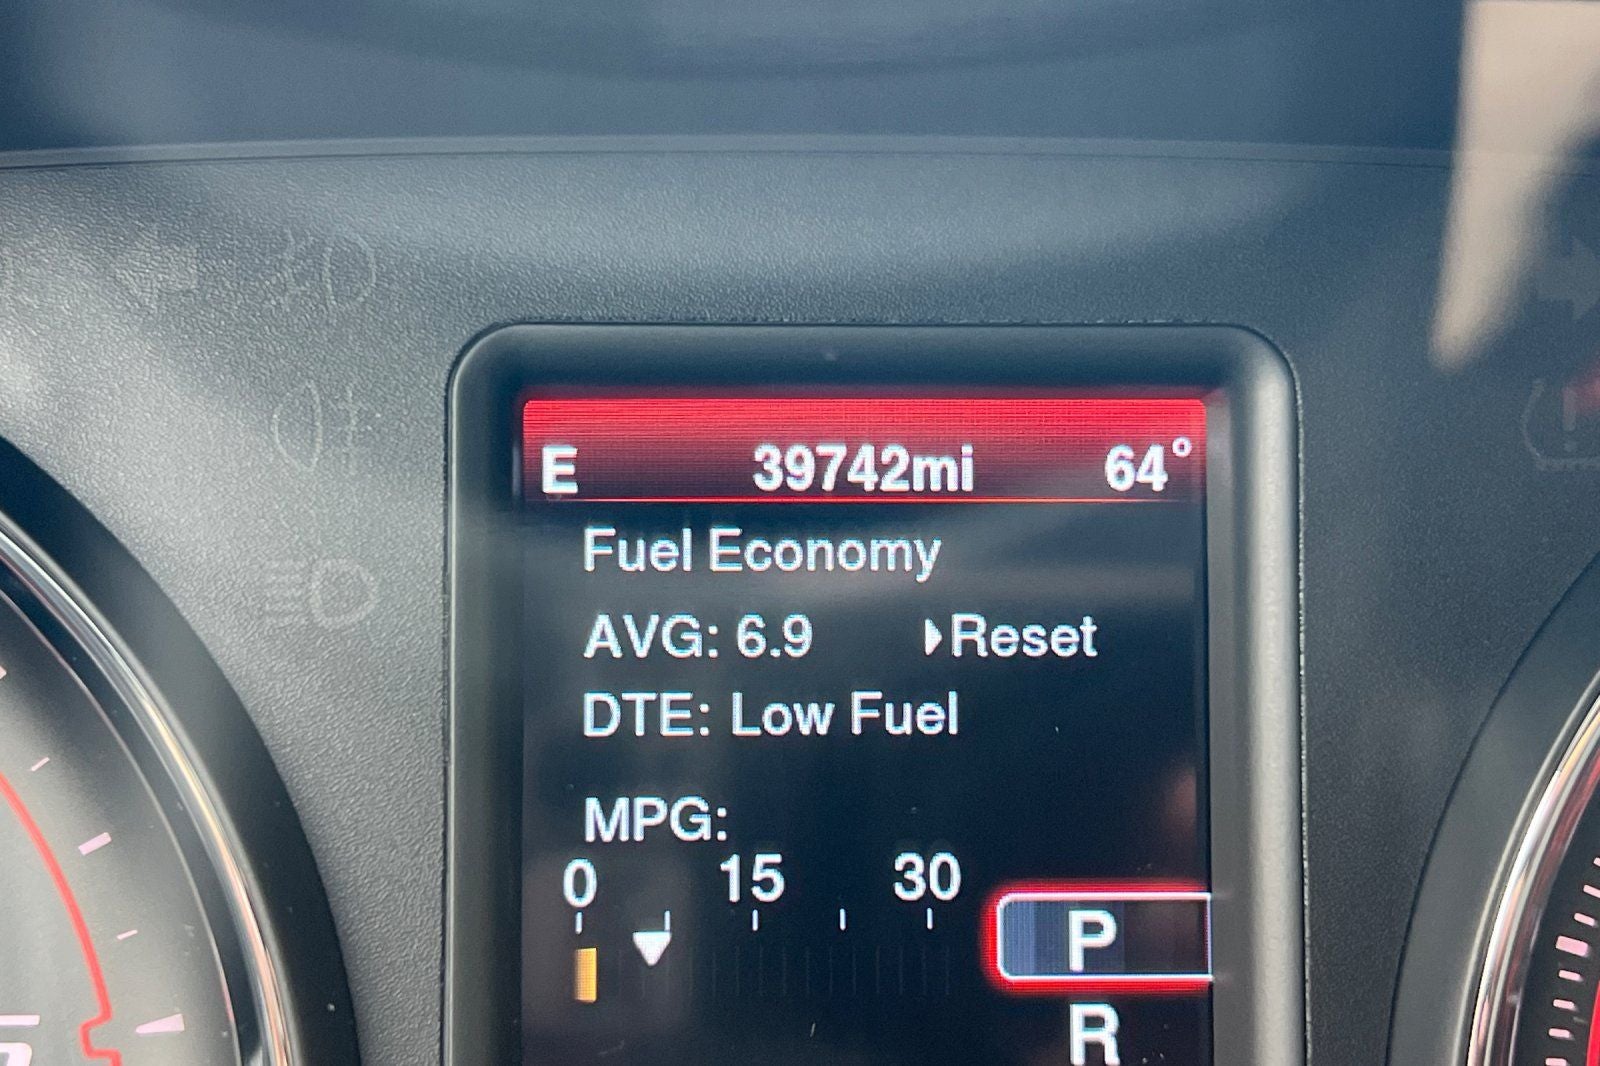 E 39742mi 64°
Fuel Economy
AVG: 6.9 Reset
DTE: Low Fuel
MPG:
0 15 30
P
R